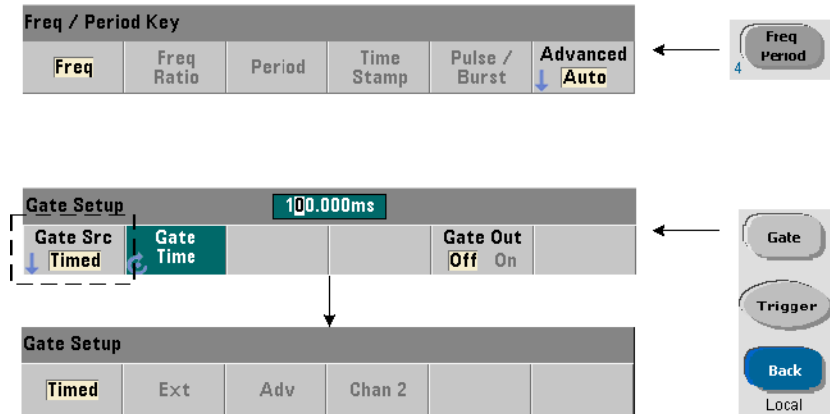 Freq / Period Key
Freq
Period
4
Freq
Freq
Ratio
Period
Time
Stamp
Pulse /
Burst
Advanced
Auto
Gate Setup
100.000ms
Gate Src
Timed
Gate
Time
Gate Out
Off On
Gate
Trigger
Gate Setup
Timed
Ext
Adv
Chan 2
Back
Local